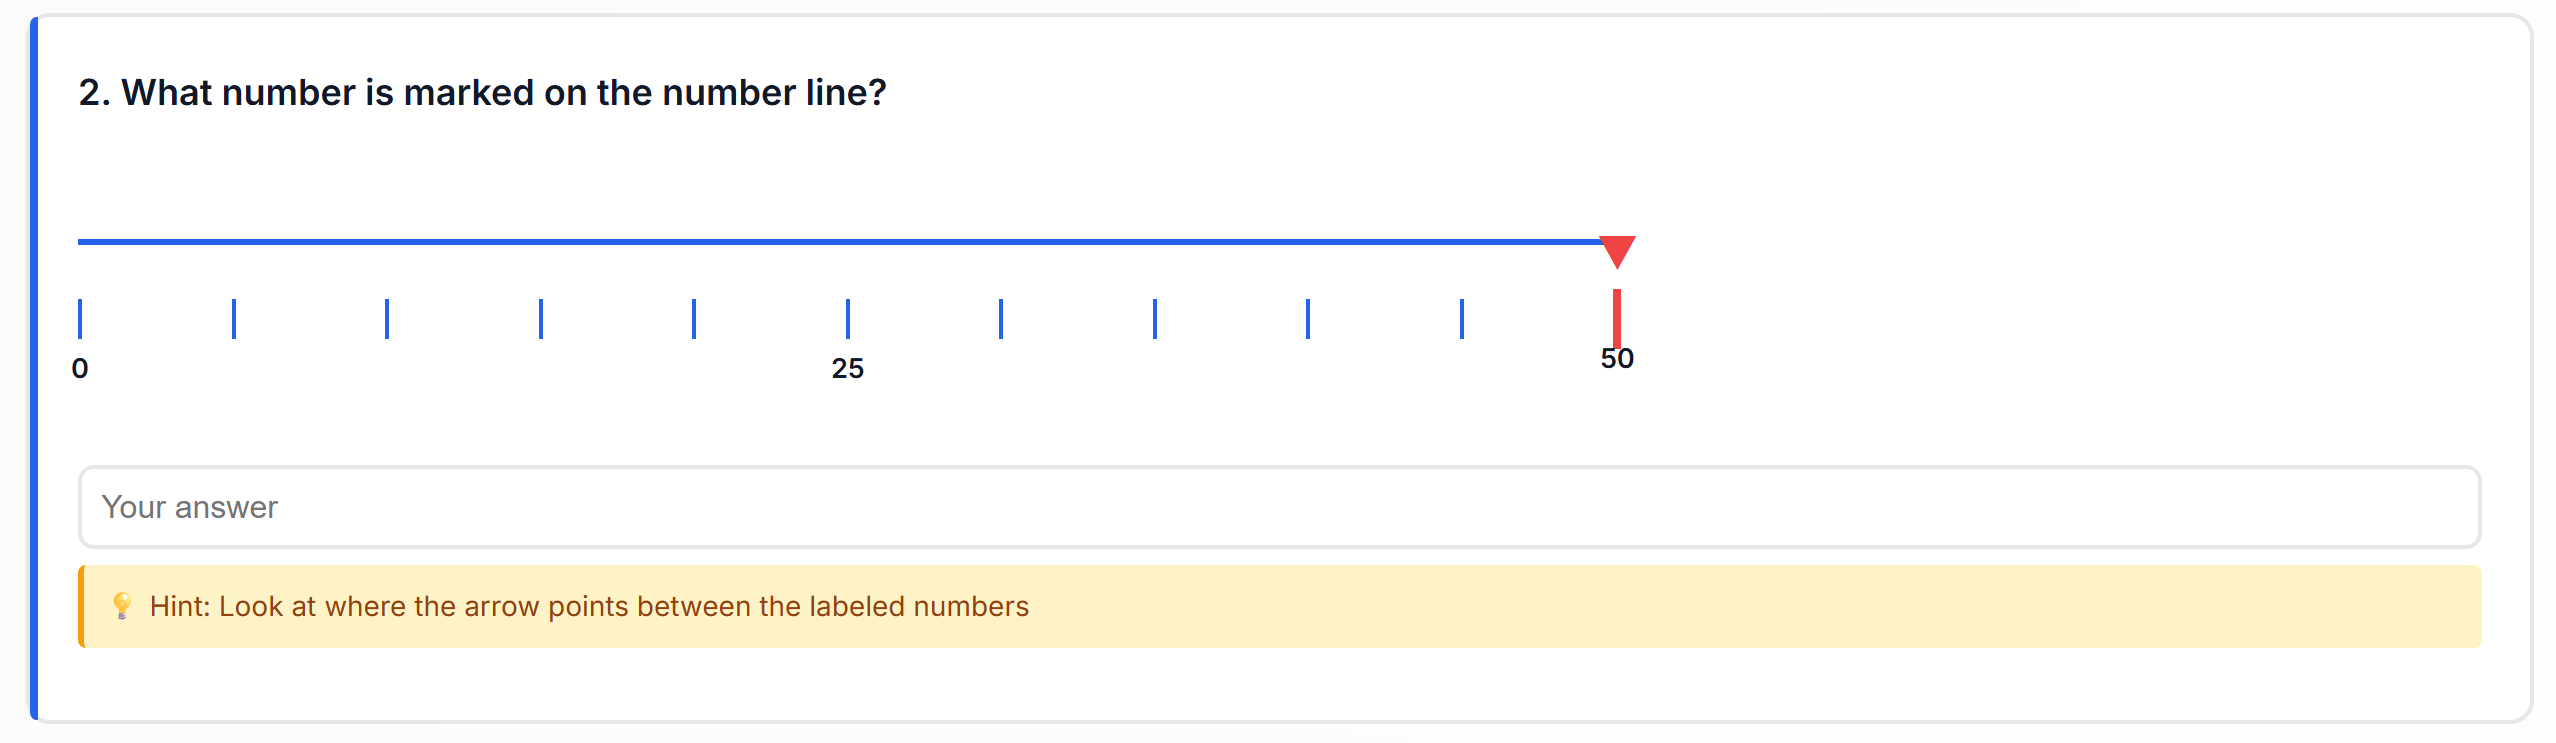 2. What number is marked on the number line?
0 25 50
Your answer
💡 Hint: Look at where the arrow points between the labeled numbers